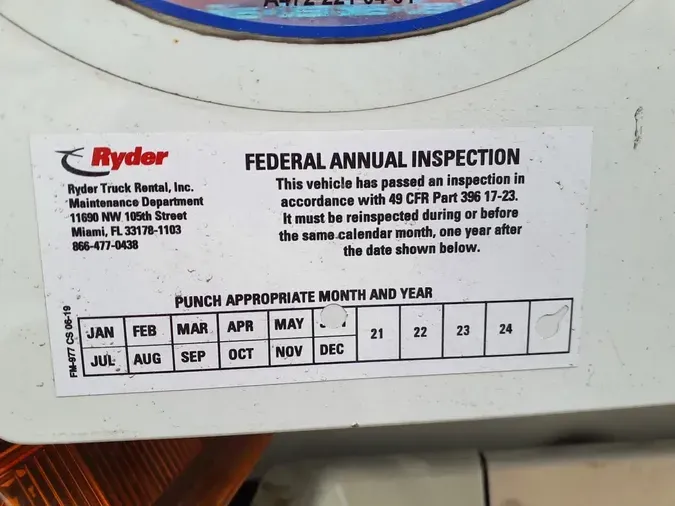 Ryder
Ryder Truck Rental, Inc.
Maintenance Department
11690 NW 105th Street
Miami, FL 33178-1103
866-477-0438
FEDERAL ANNUAL INSPECTION
This vehicle has passed an inspection in
accordance with 49 CFR Part 396 17-23.
It must be reinspected during or before
the same calendar month, one year after
the date shown below.
PUNCH APPROPRIATE MONTH AND YEAR
FM-977 CS 06-19
JAN FEB MAR APR MAY
JUL AUG SEP OCT NOV DEC
21 22 23 24